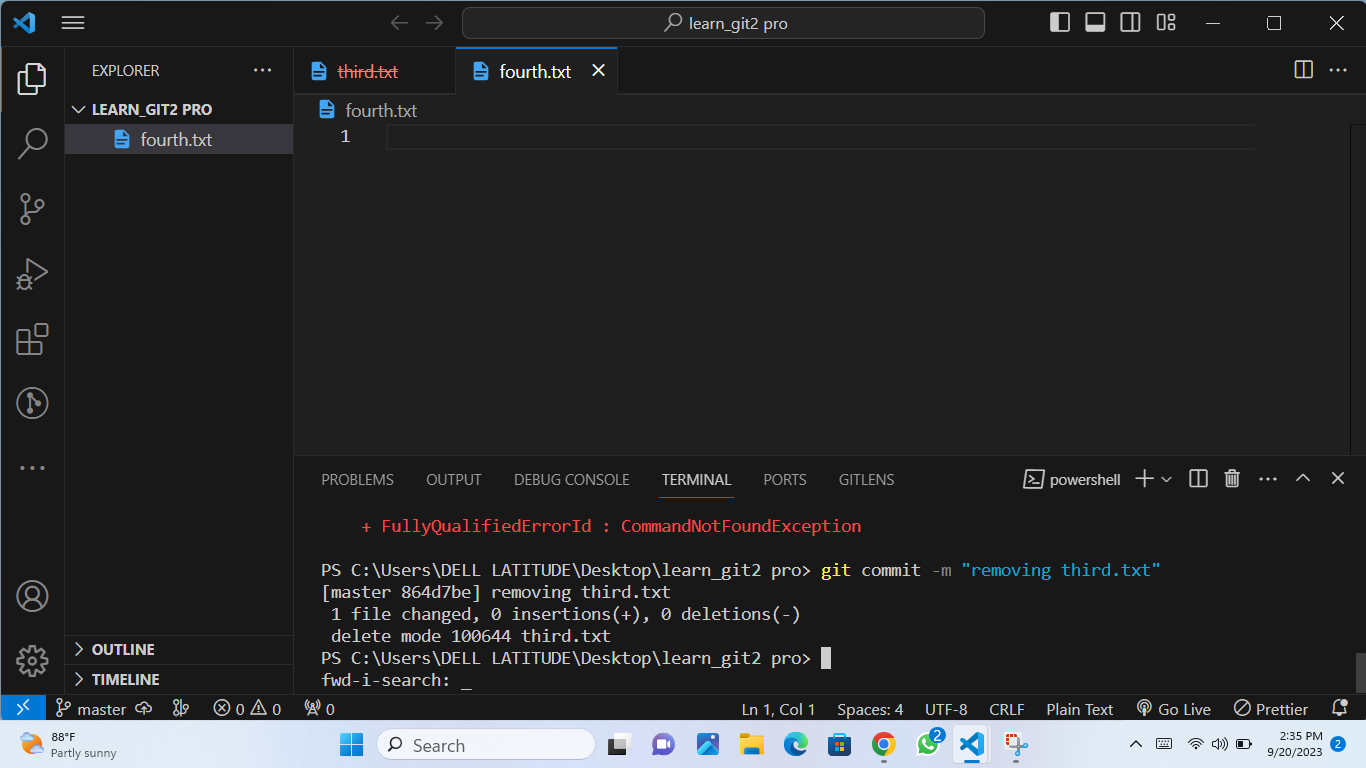 learn_git2 pro
EXPLORER
third.txt
fourth.txt
LEARN_GIT2 PRO
fourth.txt
fourth.txt
1
PROBLEMS OUTPUT DEBUG CONSOLE TERMINAL PORTS GITLENS
powershell
+ FullyQualifiedErrorId : CommandNotFoundException
PS C:\Users\DELL LATITUDE\Desktop\learn_git2 pro> git commit -m "removing third.txt"
[master 864d7be] removing third.txt
1 file changed, 0 insertions(+), 0 deletions(-)
delete mode 100644 third.txt
PS C:\Users\DELL LATITUDE\Desktop\learn_git2 pro>
fwd-i-search: _
OUTLINE
TIMELINE
master 0 0 0 Ln 1, Col 1 Spaces: 4 UTF-8 CRLF Plain Text Go Live Prettier
88°F
Partly sunny
Search
2
2:35 PM
9/20/2023
2